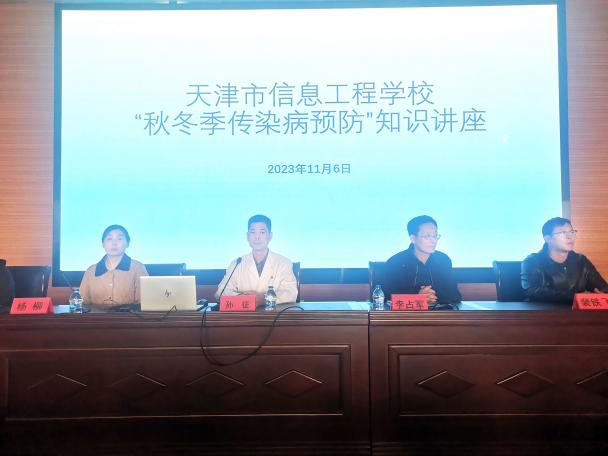 天津市信息工程学校
“秋冬季传染病预防”知识讲座
2023年11月6日
杨 柳
孙 征
李占军
裴铁